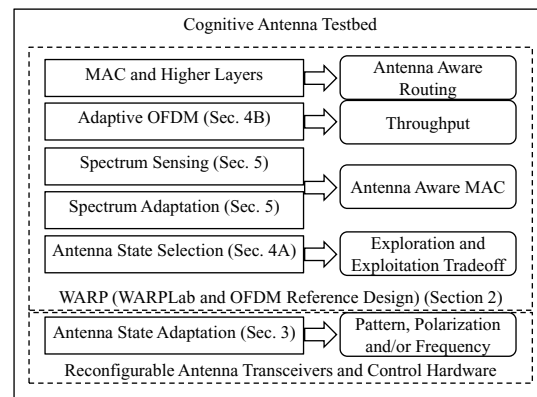 Cognitive Antenna Testbed
MAC and Higher Layers
Antenna Aware
Routing
Adaptive OFDM (Sec. 4B)
Throughput
Spectrum Sensing (Sec. 5)
Spectrum Adaptation (Sec. 5)
Antenna Aware MAC
Antenna State Selection (Sec. 4A)
Exploration and
Exploitation Tradeoff
WARP (WARPLab and OFDM Reference Design) (Section 2)
Antenna State Adaptation (Sec. 3)
Pattern, Polarization
and/or Frequency
Reconfigurable Antenna Transceivers and Control Hardware